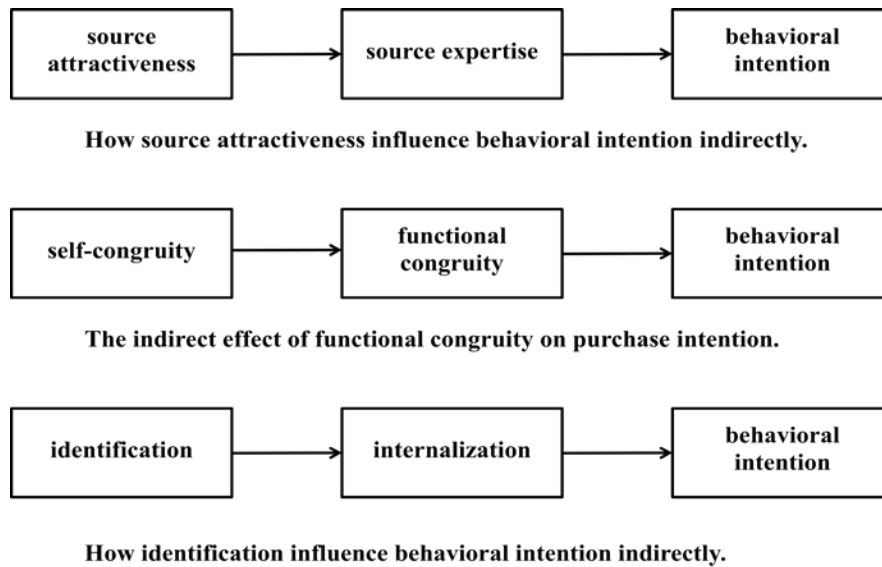 source
attractiveness
source expertise
behavioral
intention
How source attractiveness influence behavioral intention indirectly.
self-congruity
functional
congruity
behavioral
intention
The indirect effect of functional congruity on purchase intention.
identification
internalization
behavioral
intention
How identification influence behavioral intention indirectly.